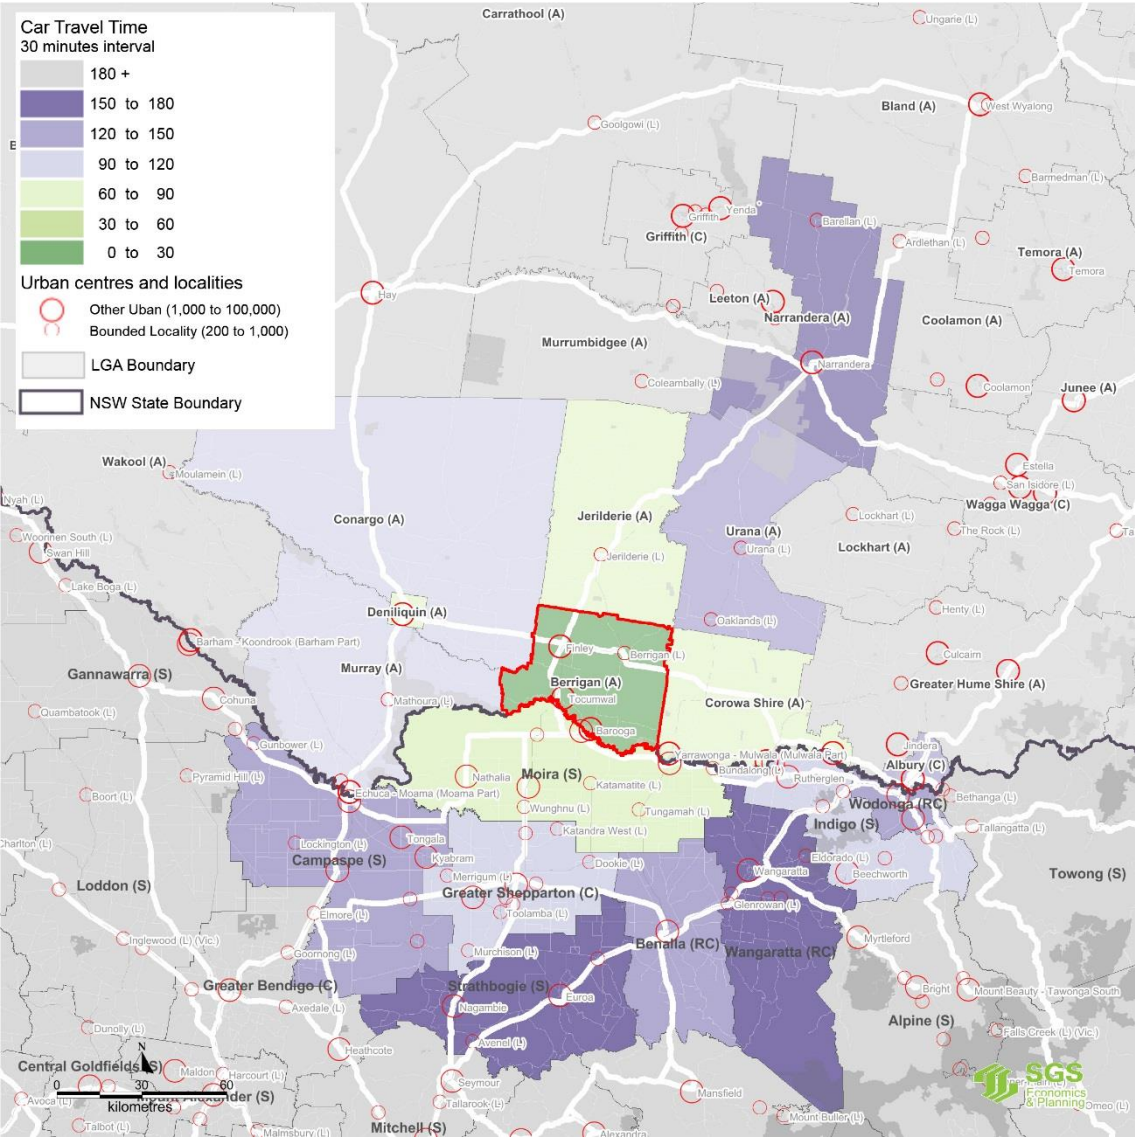 Carrathool (A)
Ungarie (L)
Car Travel Time
30 minutes interval
180 +
150 to 180
120 to 150
90 to 120
60 to 90
30 to 60
0 to 30
Urban centres and localities
Other Uban (1,000 to 100,000)
Bounded Locality (200 to 1,000)
LGA Boundary
NSW State Boundary
Bland (A)
West Wyalong
Goolgowi (L)
Barmedman (L)
Griffith
Yenda
Griffith (C)
Barellan (L)
Ardlethan (L)
Temora (A)
Temora
Hay
Leeton (A)
Narrandera (A)
Coolamon (A)
Murrumbidgee (A)
Narrandera
Coleambally (L)
Coolamon
Junee (A)
Wakool (A)
Moulamein (L)
Estella
San Isidore (L)
Wagga Wagga (C)
Nyah (L)
Conargo (A)
Jerilderie (A)
Urana (A)
Lockhart (L)
The Rock (L)
Lockhart (A)
Woorinen South (L)
Swan Hill
Jerilderie (L)
Urana (L)
Lake Boga (L)
Deniliquin (A)
Henty (L)
Oaklands (L)
Barham - Koondrook (Barham Part)
Finley
Berrigan (L)
Culcairn
Gannawarra (S)
Murray (A)
Berrigan (A)
Greater Hume Shire (A)
Cohuna
Mathoura (L)
Tocumwal
Corowa Shire (A)
Quambatook (L)
Barooga
Gunbower (L)
Yarrawonga - Mulwala (Mulwala Part)
Jindera
Pyramid Hill (L)
Nathalia
Moira (S)
Bundalong (L)
Rutherglen
Albury (C)
Boort (L)
Echuca - Moama (Moama Part)
Katamatite (L)
Bethanga (L)
Wodonga (RC)
Wunghnu (L)
Tungamah (L)
Indigo (S)
Tallangatta (L)
Charlton (L)
Lockington (L)
Tongala
Katandra West (L)
Campaspe (S)
Kyabram
Dookie (L)
Eldorado (L)
Merrigum (L)
Wangaratta
Beechworth
Towong (S)
Loddon (S)
Greater Shepparton (C)
Glenrowan (L)
Elmore (L)
Toolamba (L)
Inglewood (L) (Vic.)
Goornong (L)
Murchison (L)
Benalla (RC)
Wangaratta (RC)
Myrtleford
Greater Bendigo (C)
Strathbogie (S)
Bright
Mount Beauty - Tawonga South
Axedale (L)
Nagambie
Euroa
Alpine (S)
Dunolly (L)
Avenel (L)
Falls Creek (L) (Vic.)
Heathcote
N
Central Goldfields (S)
Maldon
Harcourt (L)
Seymour
Mansfield
SGS
Economics
& Planning
0 30 60
kilometres
Avoca (L)
Mount Alexander (S)
Tallarook (L)
Mount Buller (L)
Omeo (L)
Talbot (L)
Malmsbury (L)
Mitchell (S)
Alexandra